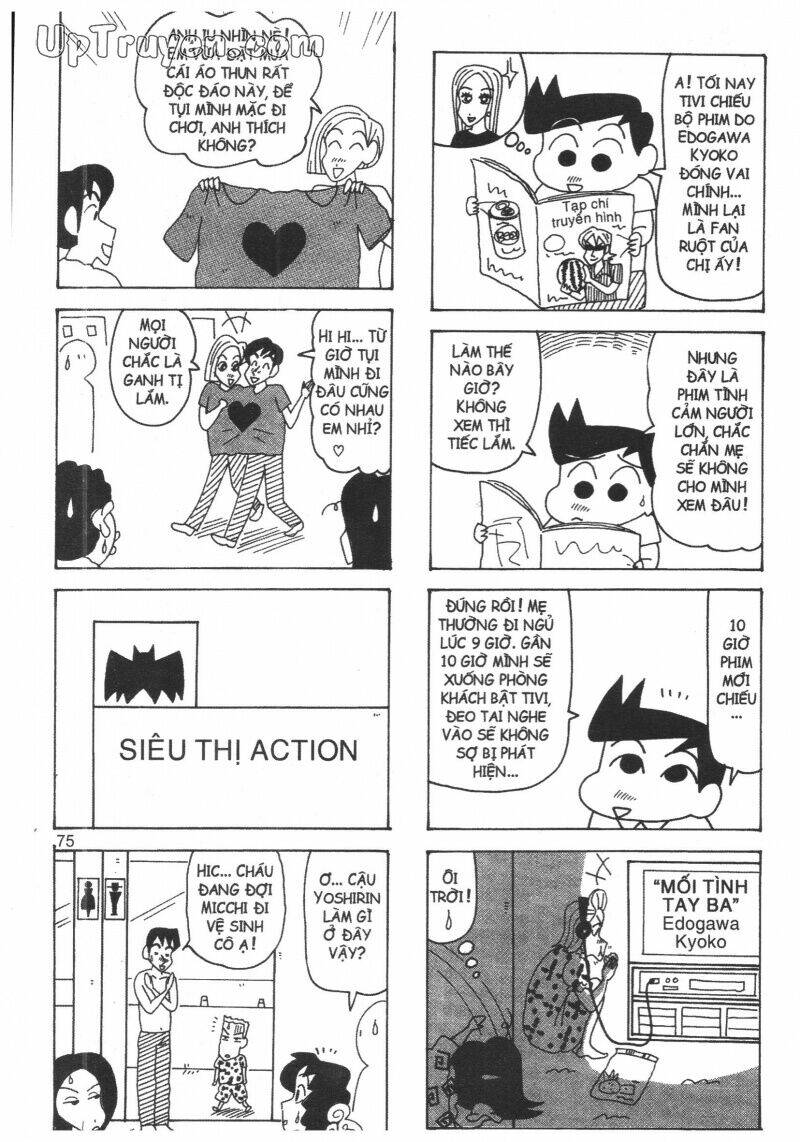 UpTruyen.com
ANH IU NHÌN NÈ!
EM VỪA ĐẶT MUA
CÁI ÁO THUN RẤT
ĐỘC ĐÁO NÀY, ĐỂ
TỤI MÌNH MẶC ĐI
CHƠI, ANH THÍCH
KHÔNG?
MỌI
NGƯỜI
CHẮC LÀ
GANH TỊ
LẮM.
HI HI... TỪ
GIỜ TỤI
MÌNH ĐI
ĐÂU CŨNG
CÓ NHAU
EM NHỈ?
♡
SIÊU THỊ ACTION
75
HIC... CHÁU
ĐANG ĐỢI
MICCHI ĐI
VỆ SINH
CÔ Ạ!
Ơ... CẬU
YOSHIRIN
LÀM GÌ
Ở ĐÂY
VẬY?
A! TỐI NAY
TIVI CHIẾU
BỘ PHIM DO
EDOGAWA
KYOKO
ĐÓNG VAI
CHÍNH...
MÌNH LẠI
LÀ FAN
RUỘT CỦA
CHỊ ẤY!
Tạp chí
truyền hình
LÀM THẾ
NÀO BÂY
GIỜ?
KHÔNG
XEM THÌ
TIẾC LẮM.
NHƯNG
ĐÂY LÀ
PHIM TÌNH
CẢM NGƯỜI
LỚN, CHẮC
CHẮN MẸ
SẼ KHÔNG
CHO MÌNH
XEM ĐÂU!
ĐÚNG RỒI! MẸ
THƯỜNG ĐI NGỦ
LÚC 9 GIỜ. GẦN
10 GIỜ MÌNH SẼ
XUỐNG PHÒNG
KHÁCH BẬT TIVI,
ĐEO TAI NGHE
VÀO SẼ KHÔNG
SỢ BỊ PHÁT
HIỆN...
10
GIỜ
PHIM
MỚI
CHIẾU
...
ÔI
TRỜI!
“MỐI TÌNH
TAY BA”
Edogawa
Kyoko